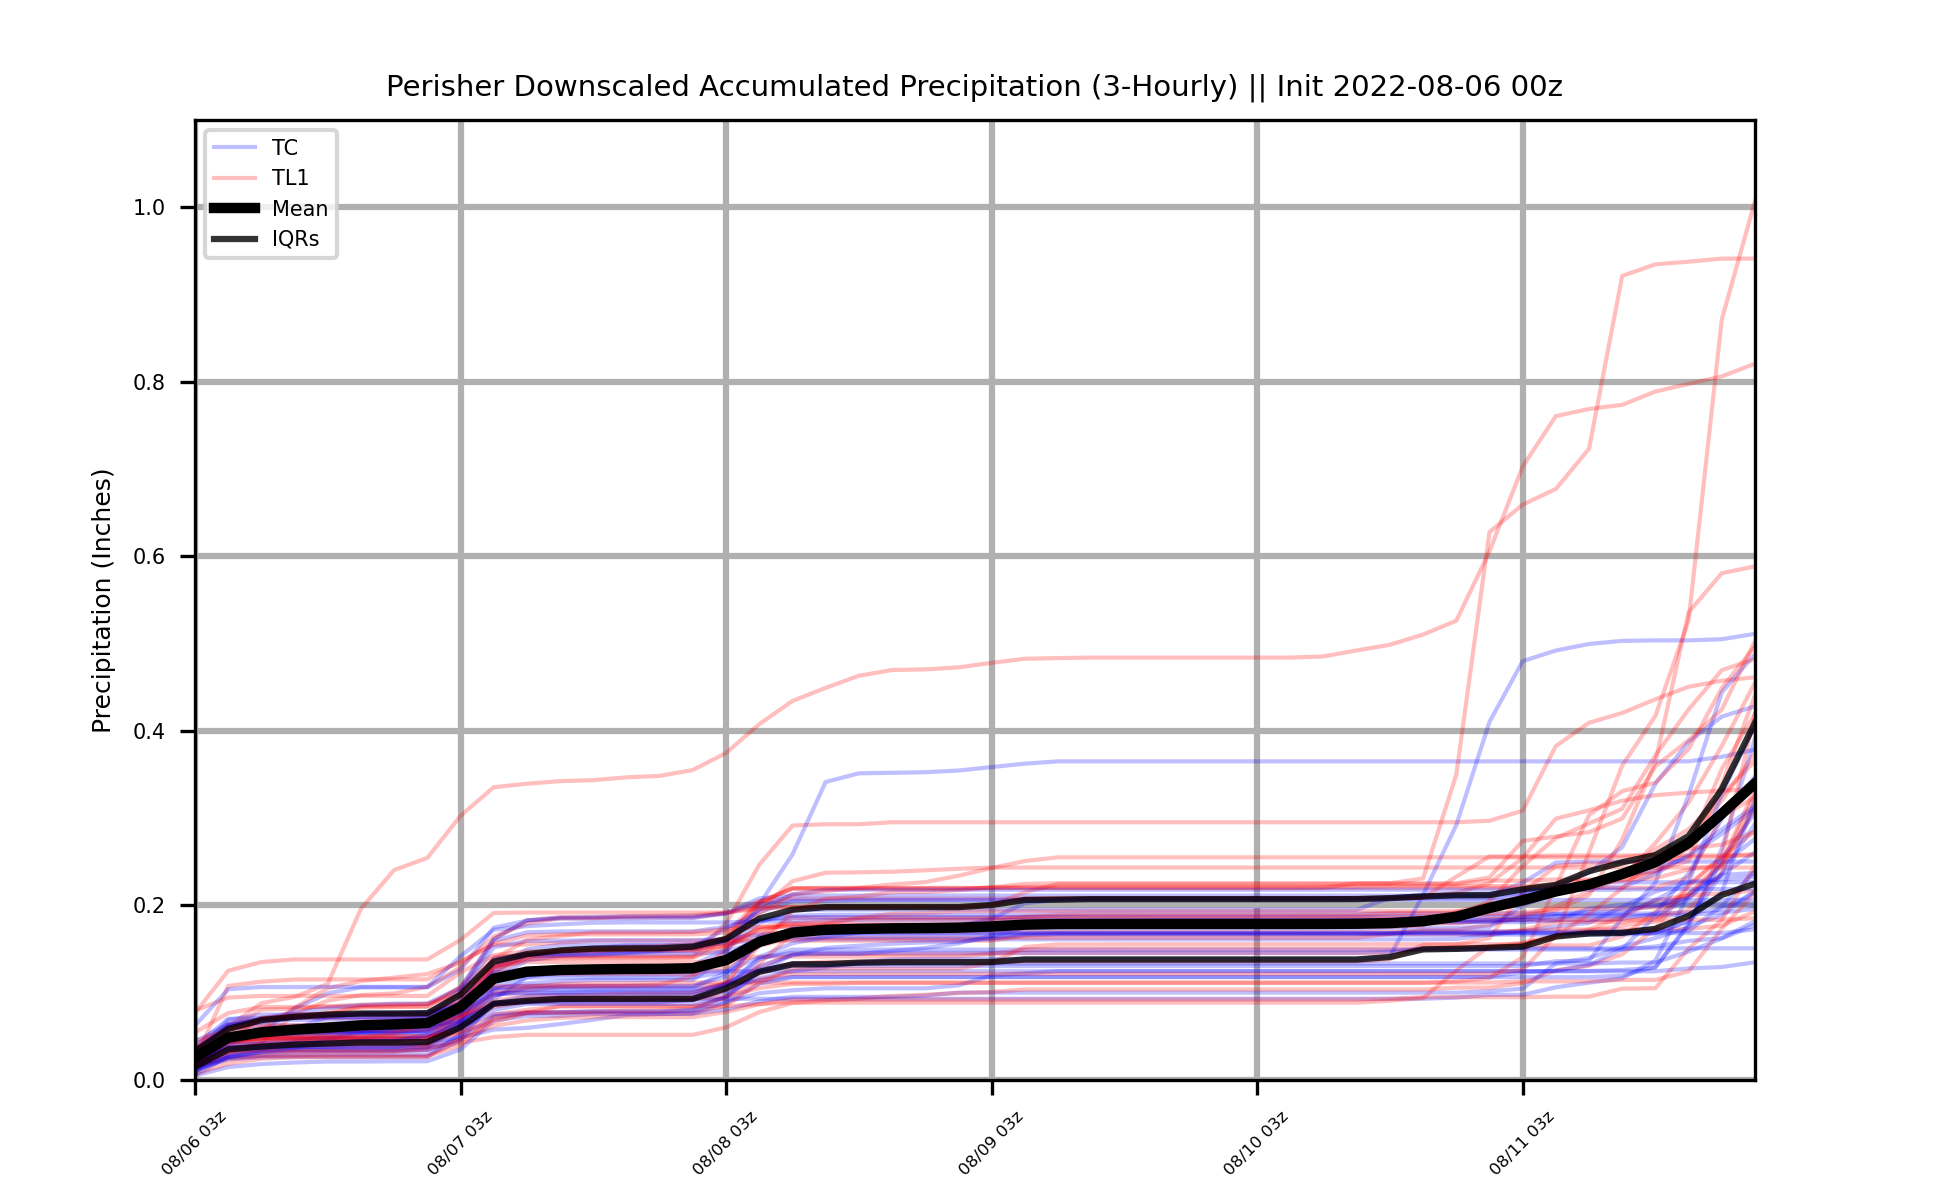 Perisher Downscaled Accumulated Precipitation (3-Hourly) || Init 2022-08-06 00z
TC
TL1
Mean
IQRs
Precipitation (Inches)
1.0
0.8
0.6
0.4
0.2
0.0
08/06 03z
08/07 03z
08/08 03z
08/09 03z
08/10 03z
08/11 03z